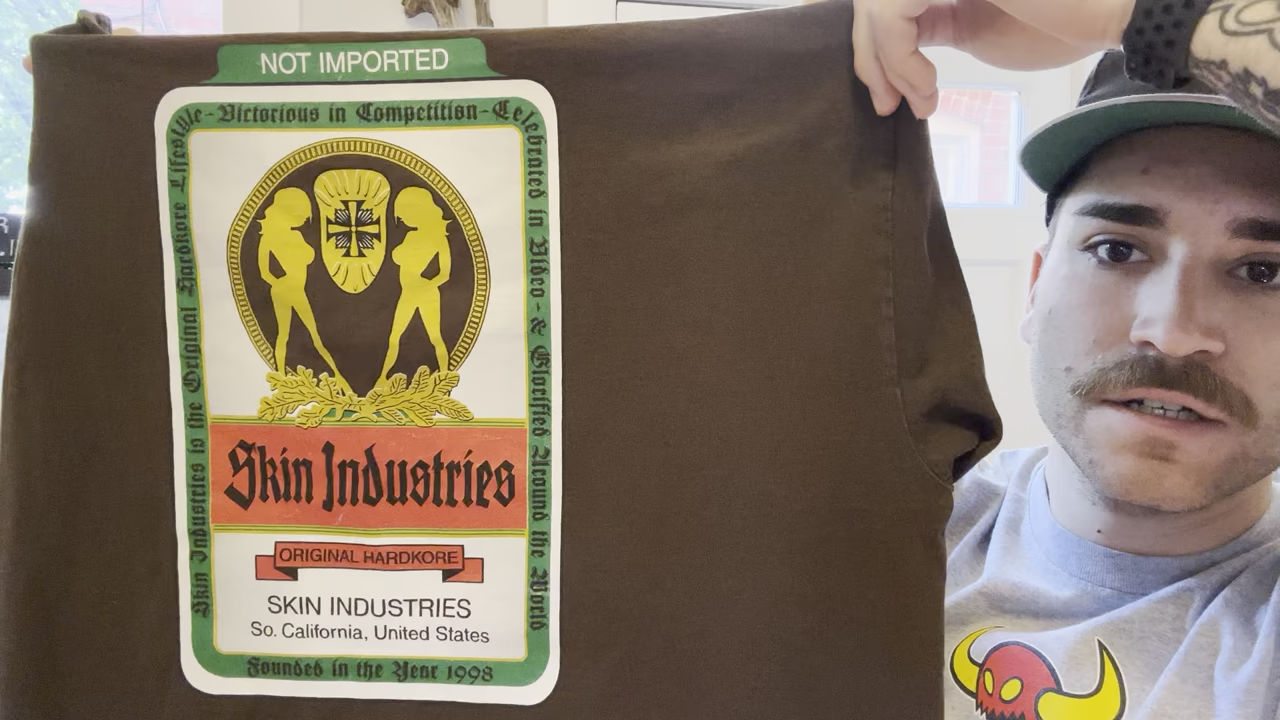 NOT IMPORTED
Skin Industries is the Original Hardkore Lifestyle - Victorious in Competition - Celebrated in Video - & Glorified Around the World
Skin Industries
ORIGINAL HARDKORE
SKIN INDUSTRIES
So. California, United States
Founded in the Year 1998